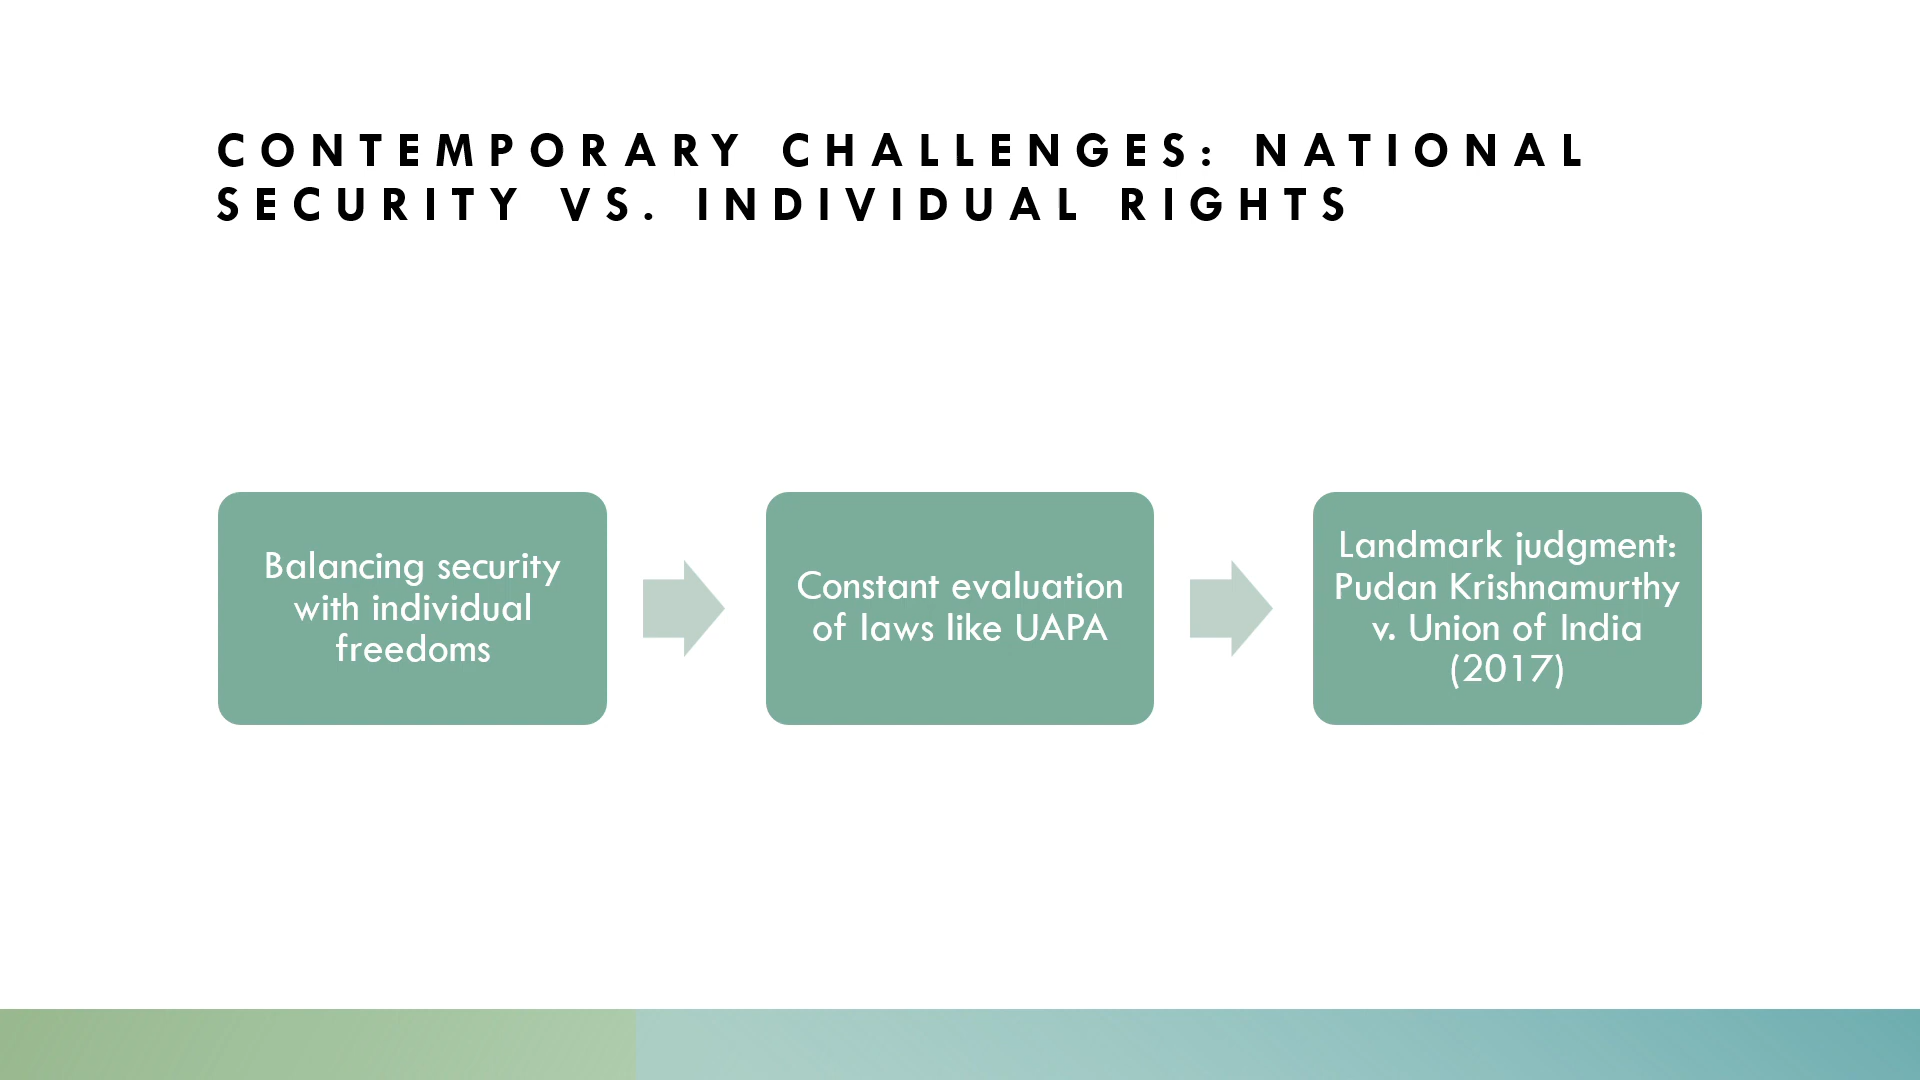 CONTEMPORARY CHALLENGES: NATIONAL
SECURITY VS. INDIVIDUAL RIGHTS
Balancing security
with individual
freedoms
Constant evaluation
of laws like UAPA
Landmark judgment:
Pudan Krishnamurthy
v. Union of India
(2017)